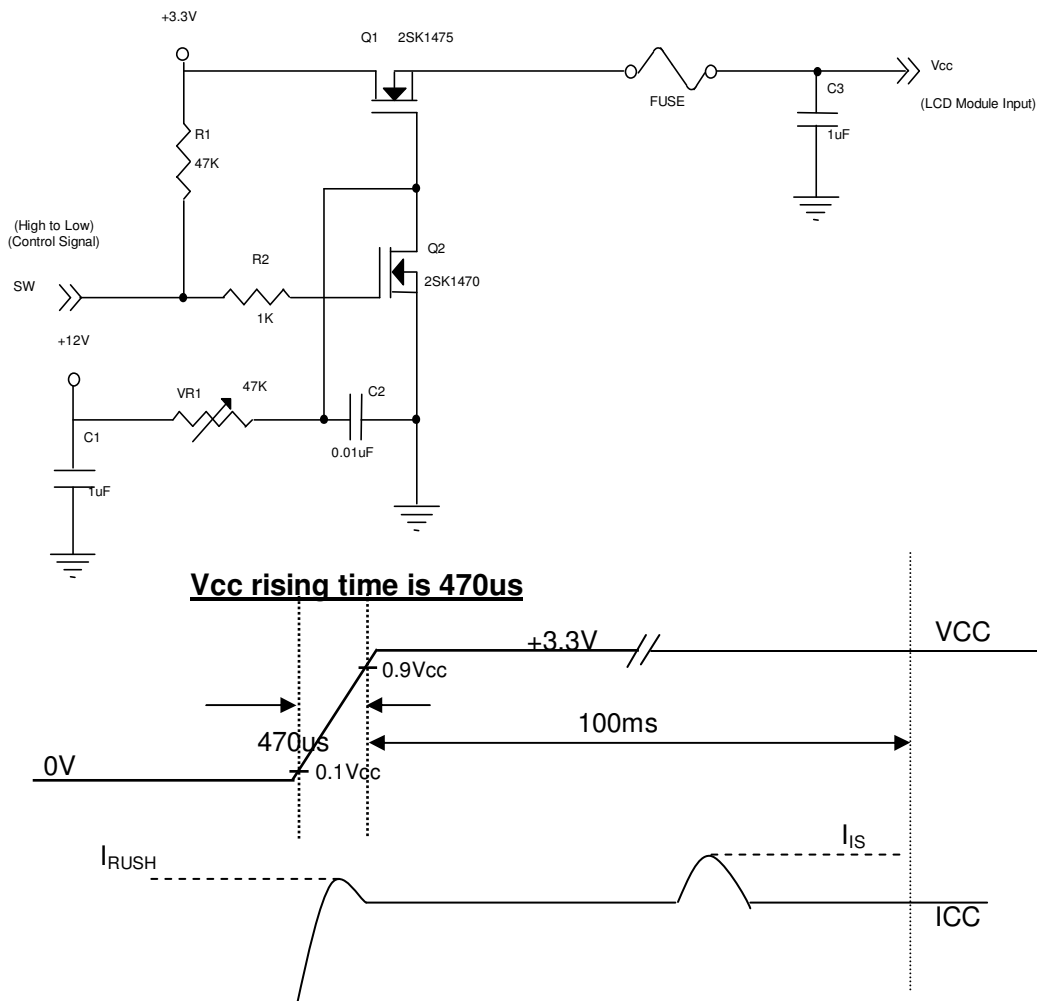 +3.3V
Q1 2SK1475
Vcc
C3
FUSE
(LCD Module Input)
R1
1uF
47K
(High to Low)
(Control Signal)
Q2
R2
2SK1470
SW
1K
+12V
47K
VR1
C2
C1
0.01uF
1uF
Vcc rising time is 470us
+3.3V
VCC
0.9Vcc
100ms
470us
0V
0.1Vcc
IIS
IRUSH
ICC